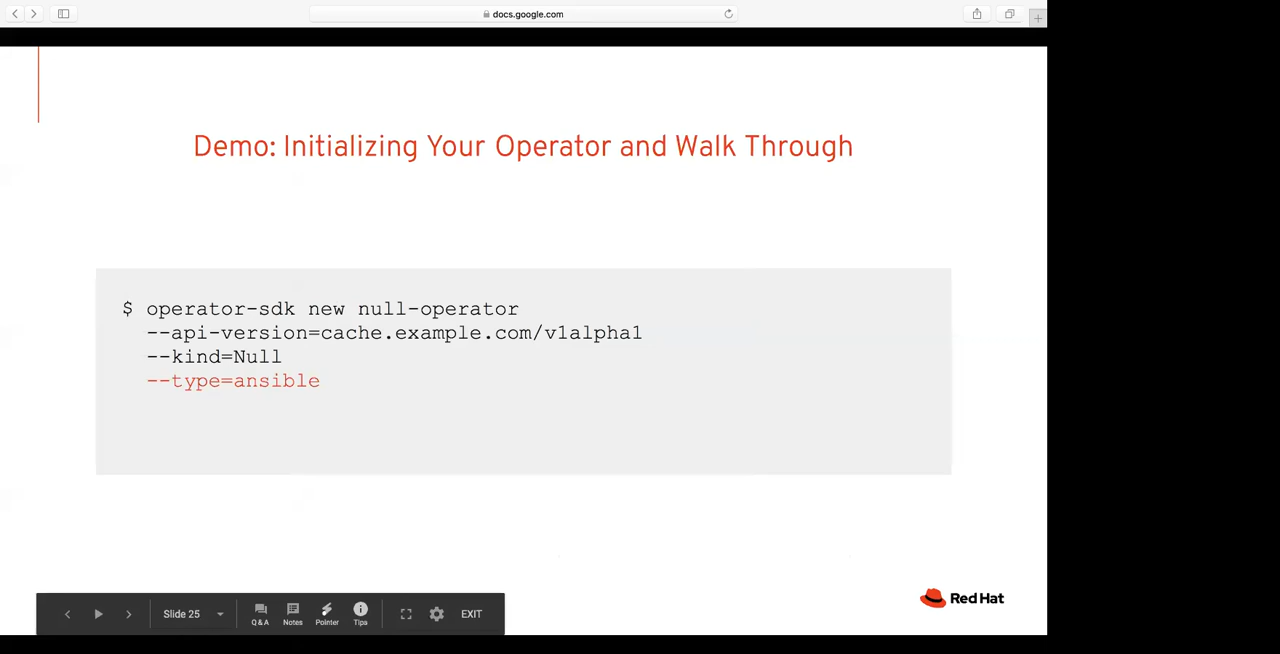 docs.google.com
Demo: Initializing Your Operator and Walk Through
$ operator-sdk new null-operator
--api-version=cache.example.com/v1alpha1
--kind=Null
--type=ansible
Red Hat
Slide 25
Q&A
Notes
Pointer
Tips
EXIT